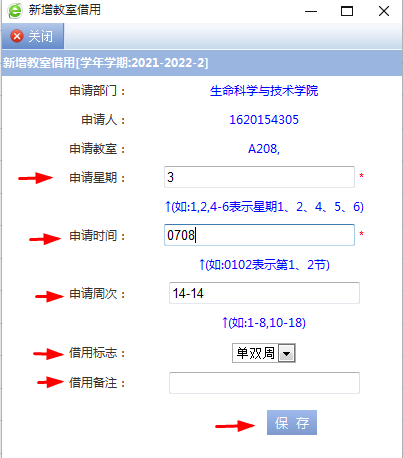 新增教室借用
关闭
新增教室借用[学年学期:2021-2022-2]
申请部门： 生命科学与技术学院
申请人： 1620154305
申请教室： A208,
申请星期： 3 *
↑(如:1,2,4-6表示星期1、2、4、5、6)
申请时间： 0708 *
↑(如:0102表示第1、2节)
申请周次： 14-14
↑(如:1-8,10-18)
借用标志： 单双周
借用备注：
保 存